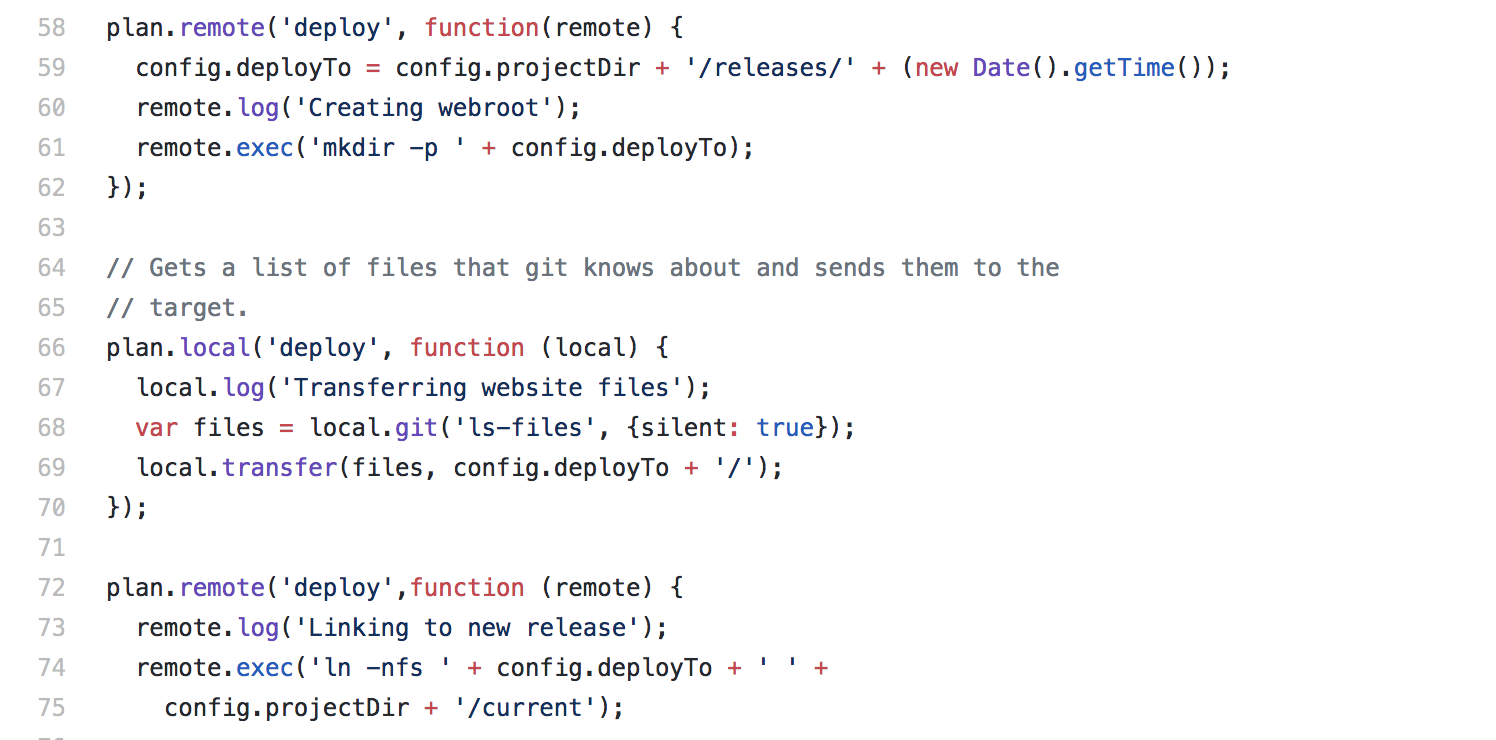 58 plan.remote('deploy', function(remote) {
59   config.deployTo = config.projectDir + '/releases/' + (new Date().getTime());
60   remote.log('Creating webroot');
61   remote.exec('mkdir -p ' + config.deployTo);
62 });
63
64 // Gets a list of files that git knows about and sends them to the
65 // target.
66 plan.local('deploy', function (local) {
67   local.log('Transferring website files');
68   var files = local.git('ls-files', {silent: true});
69   local.transfer(files, config.deployTo + '/');
70 });
71
72 plan.remote('deploy',function (remote) {
73   remote.log('Linking to new release');
74   remote.exec('ln -nfs ' + config.deployTo + ' ' +
75     config.projectDir + '/current');